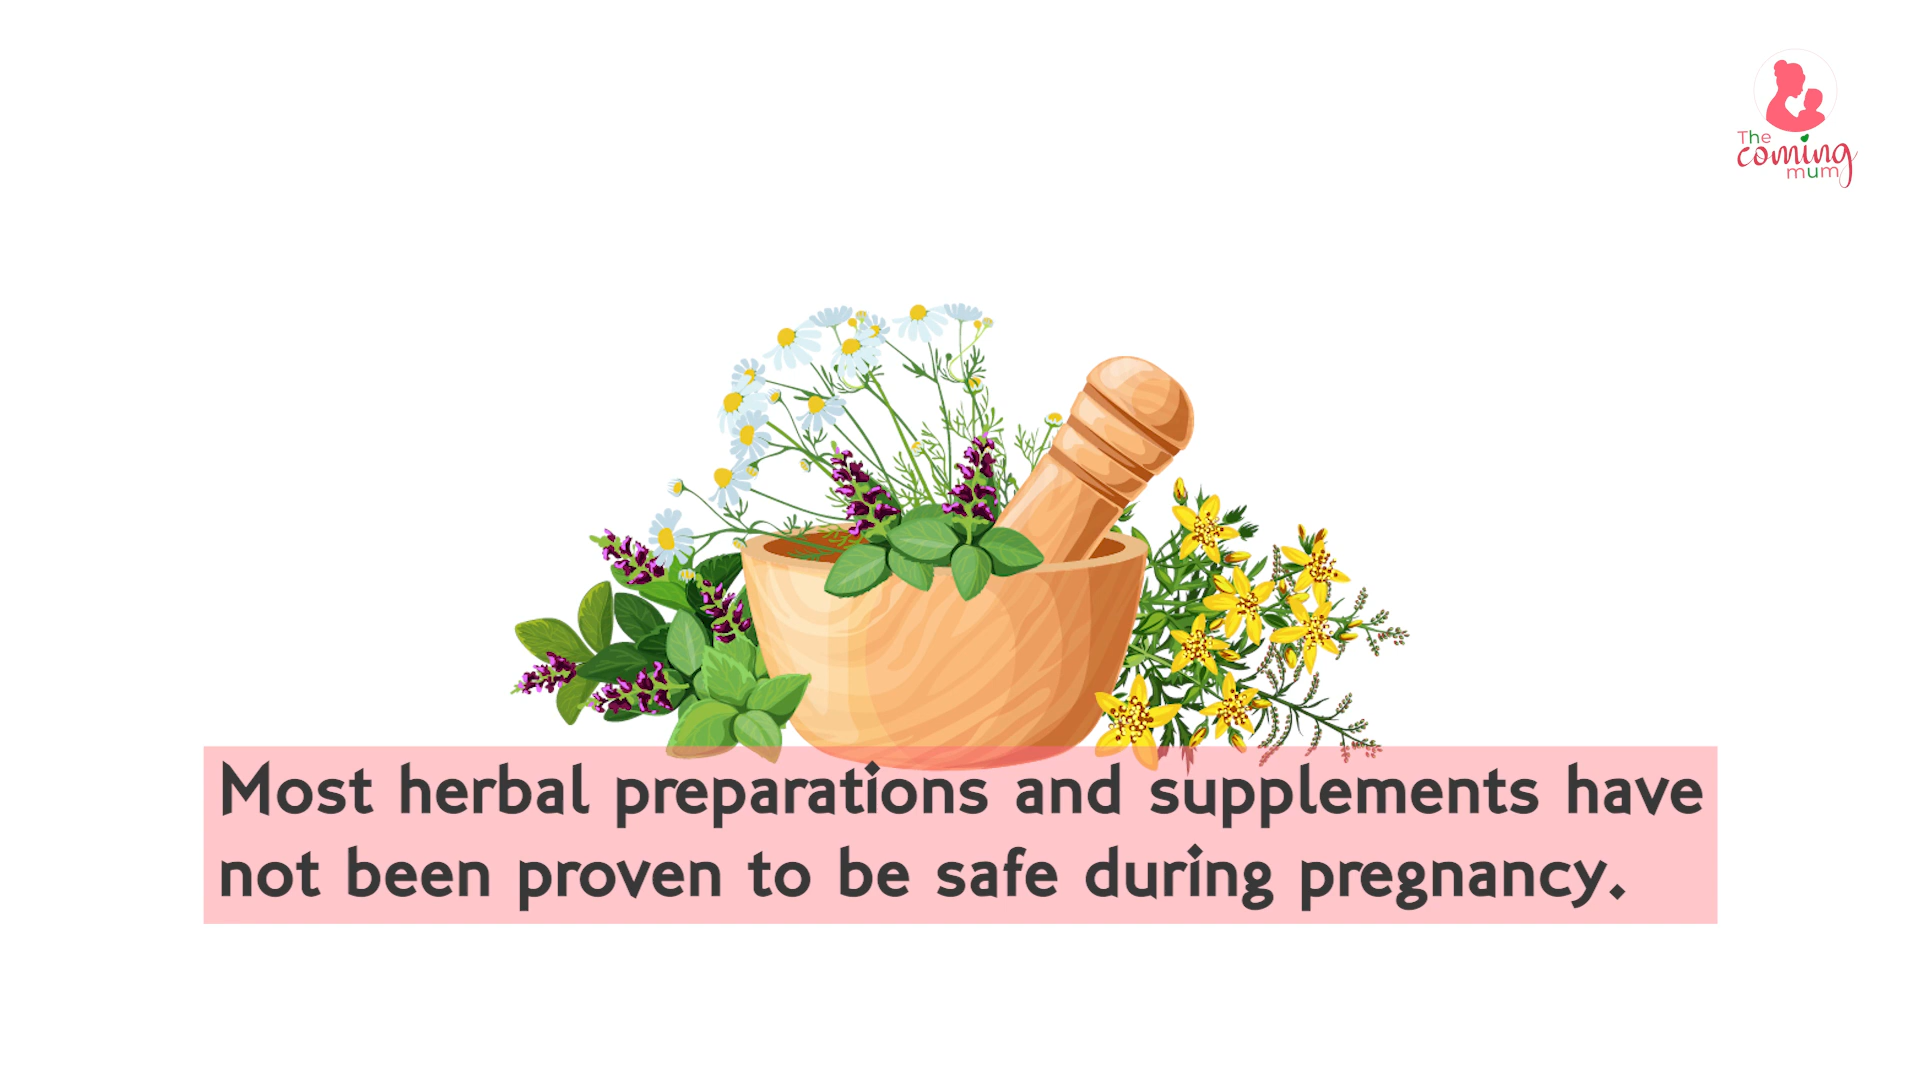 The
coming
mum
Most herbal preparations and supplements have
not been proven to be safe during pregnancy.